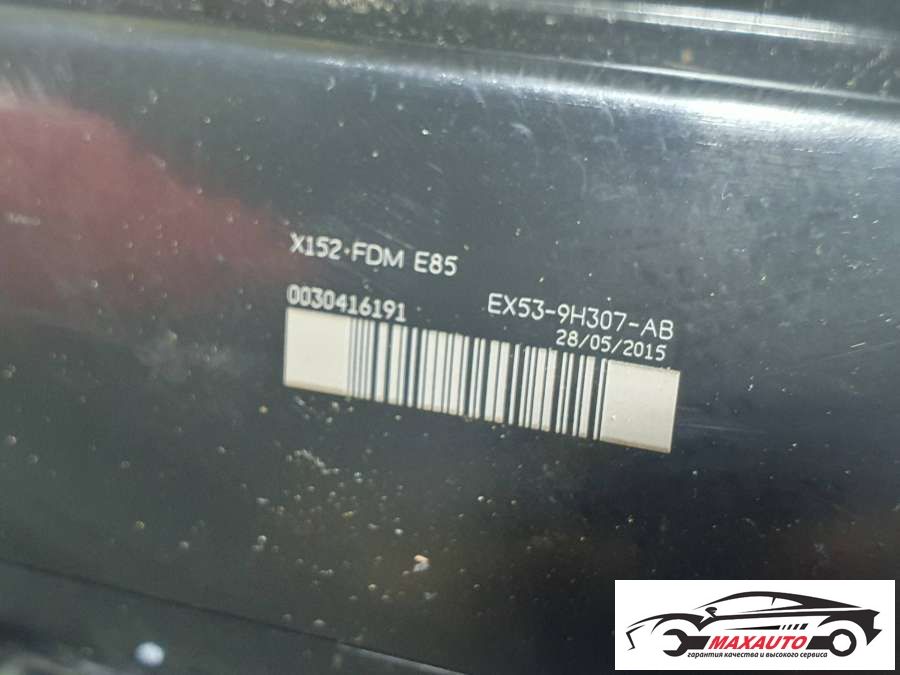 X152-FDM E85
0030416191
EX53-9H307-AB
28/05/2015
MAXAUTO
гарантия качества и высокого сервиса